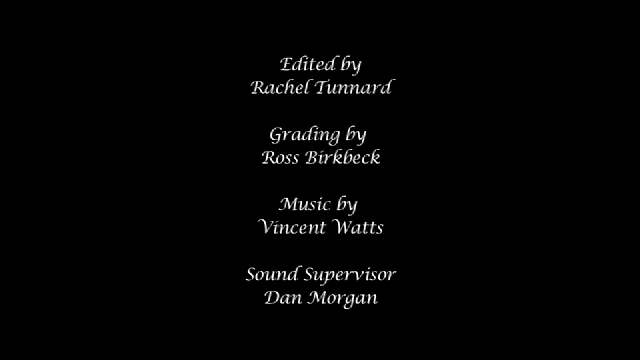 Edited by
Rachel Tunnard
Grading by
Ross Birkbeck
Music by
Vincent Watts
Sound Supervisor
Dan Morgan